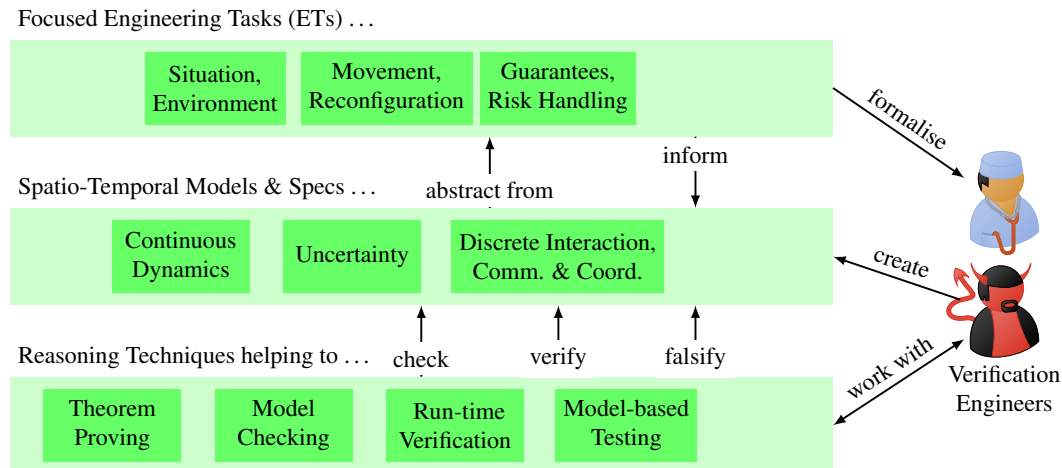 Focused Engineering Tasks (ETs) ...
Situation,
Environment
Movement,
Reconfiguration
Guarantees,
Risk Handling
formalise
inform
abstract from
Spatio-Temporal Models & Specs ...
Continuous
Dynamics
Uncertainty
Discrete Interaction,
Comm. & Coord.
create
Reasoning Techniques helping to ...
check
verify
falsify
work with
Verification
Engineers
Theorem
Proving
Model
Checking
Run-time
Verification
Model-based
Testing